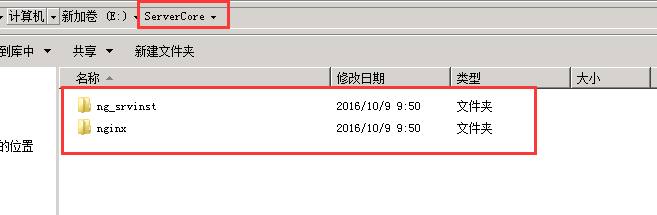 计算机 新加卷 (E:) ServerCore
到库中 共享 新建文件夹
名称 修改日期 类型 大小
ng_srvinst 2016/10/9 9:50 文件夹
nginx 2016/10/9 9:50 文件夹
的位置